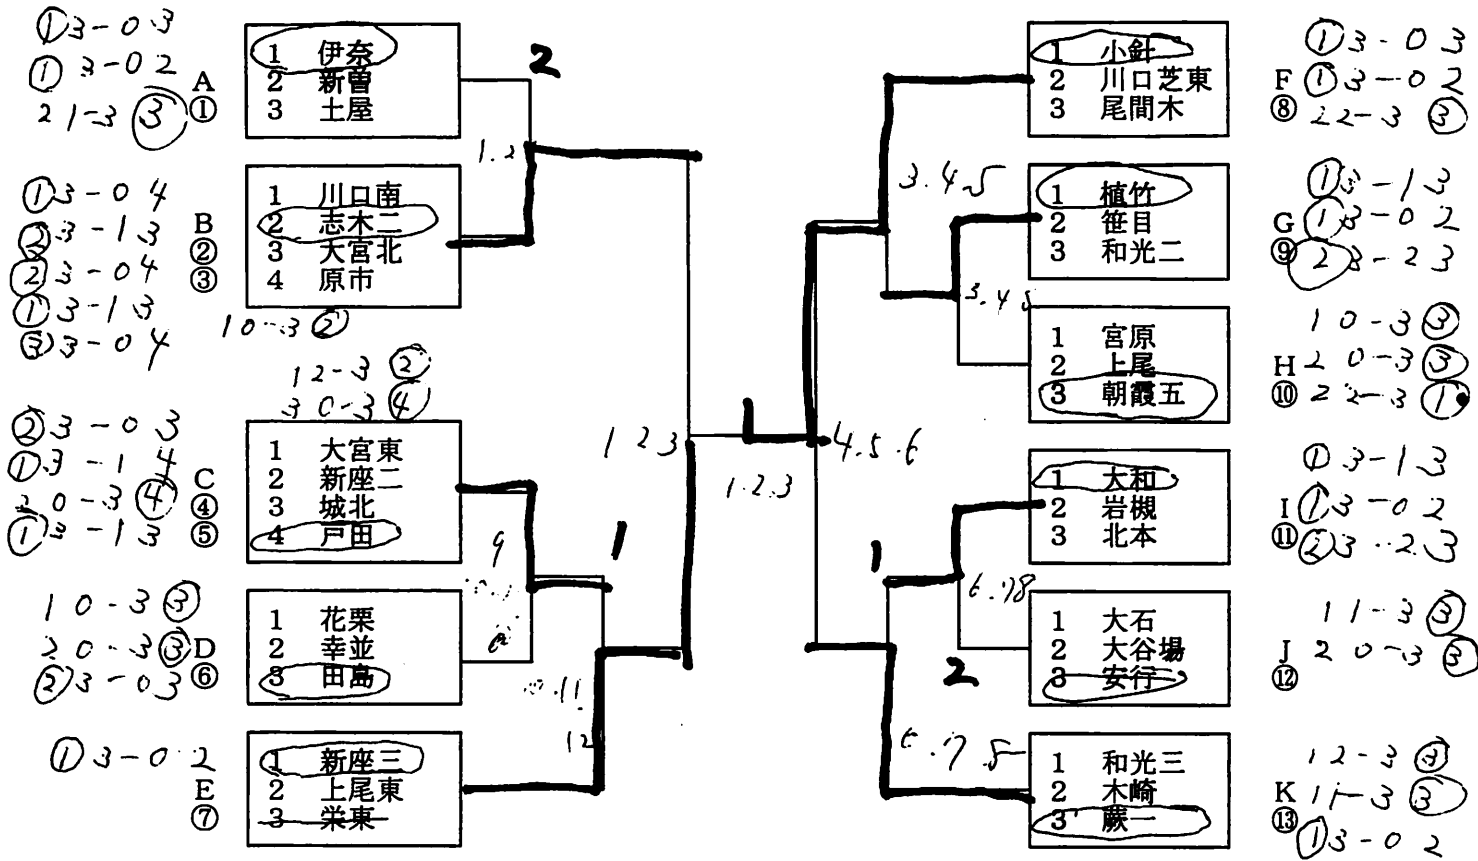 ①3-0 3
① 3-0 2
2 1-3 ③
A
①
1 伊奈
2 新曽
3 土屋
2
1.2
①3-0 4
②3-1 3
②3-0 4
①3-1 3
③3-0 4
B
②
③
1 川口南
2 志木二
3 大宮北
4 原市
1 0-3 ②
1 2-3 ②
3 0-3 ④
②3-0 3
①3-1 4
2 0-3 ④
①3-1 3
C
④
⑤
1 大宮東
2 新座二
3 城北
4 戸田
9
1
1 0-3 ③
2 0-3 ③
②3-0 3
D
⑥
1 花栗
2 幸並
3 田島
11
12
①3-0 2
E
⑦
1 新座三
2 上尾東
3 栄東
1 2 3
1
1.2.3
4.5.6
1 小針
2 川口芝東
3 尾間木
F
⑧
①3-0 3
①3-0 2
2 2-3 ③
3.4 5
1 植竹
2 笹目
3 和光二
G
⑨
①3-1 3
①3-0 2
②3-2 3
3.4 5
1 宮原
2 上尾
3 朝霞五
H
⑩
1 0-3 ③
2 0-3 ③
2 2-3 ①
1 大和
2 岩槻
3 北本
I
⑪
①3-1 3
①3-0 2
②3-2 3
1
6.78
1 大石
2 大谷場
3 安行
J
⑫
1 1-3 ③
2 0-3 ③
2
1 和光三
2 木崎
3 蕨一
K
⑬
1 2-3 ③
1 1-3 ③
①3-0 2